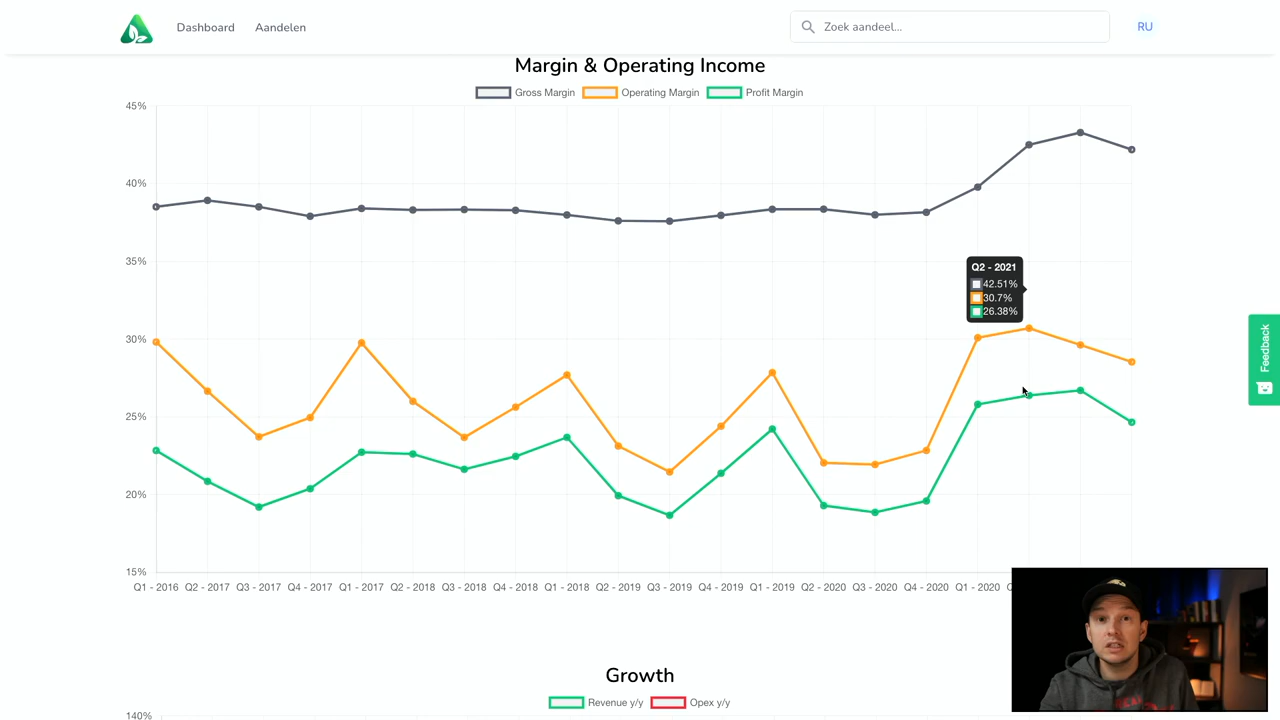 Dashboard Aandelen Zoek aandeel... RU
Margin & Operating Income
Gross Margin Operating Margin Profit Margin
45%
40%
35%
Q2 - 2021
42.51%
30.7%
26.38%
30%
25%
20%
15%
Q1 - 2016 Q2 - 2017 Q3 - 2017 Q4 - 2017 Q1 - 2017 Q2 - 2018 Q3 - 2018 Q4 - 2018 Q1 - 2018 Q2 - 2019 Q3 - 2019 Q4 - 2019 Q1 - 2019 Q2 - 2020 Q3 - 2020 Q4 - 2020 Q1 - 2020
Feedback
Growth
Revenue y/y Opex y/y
140%